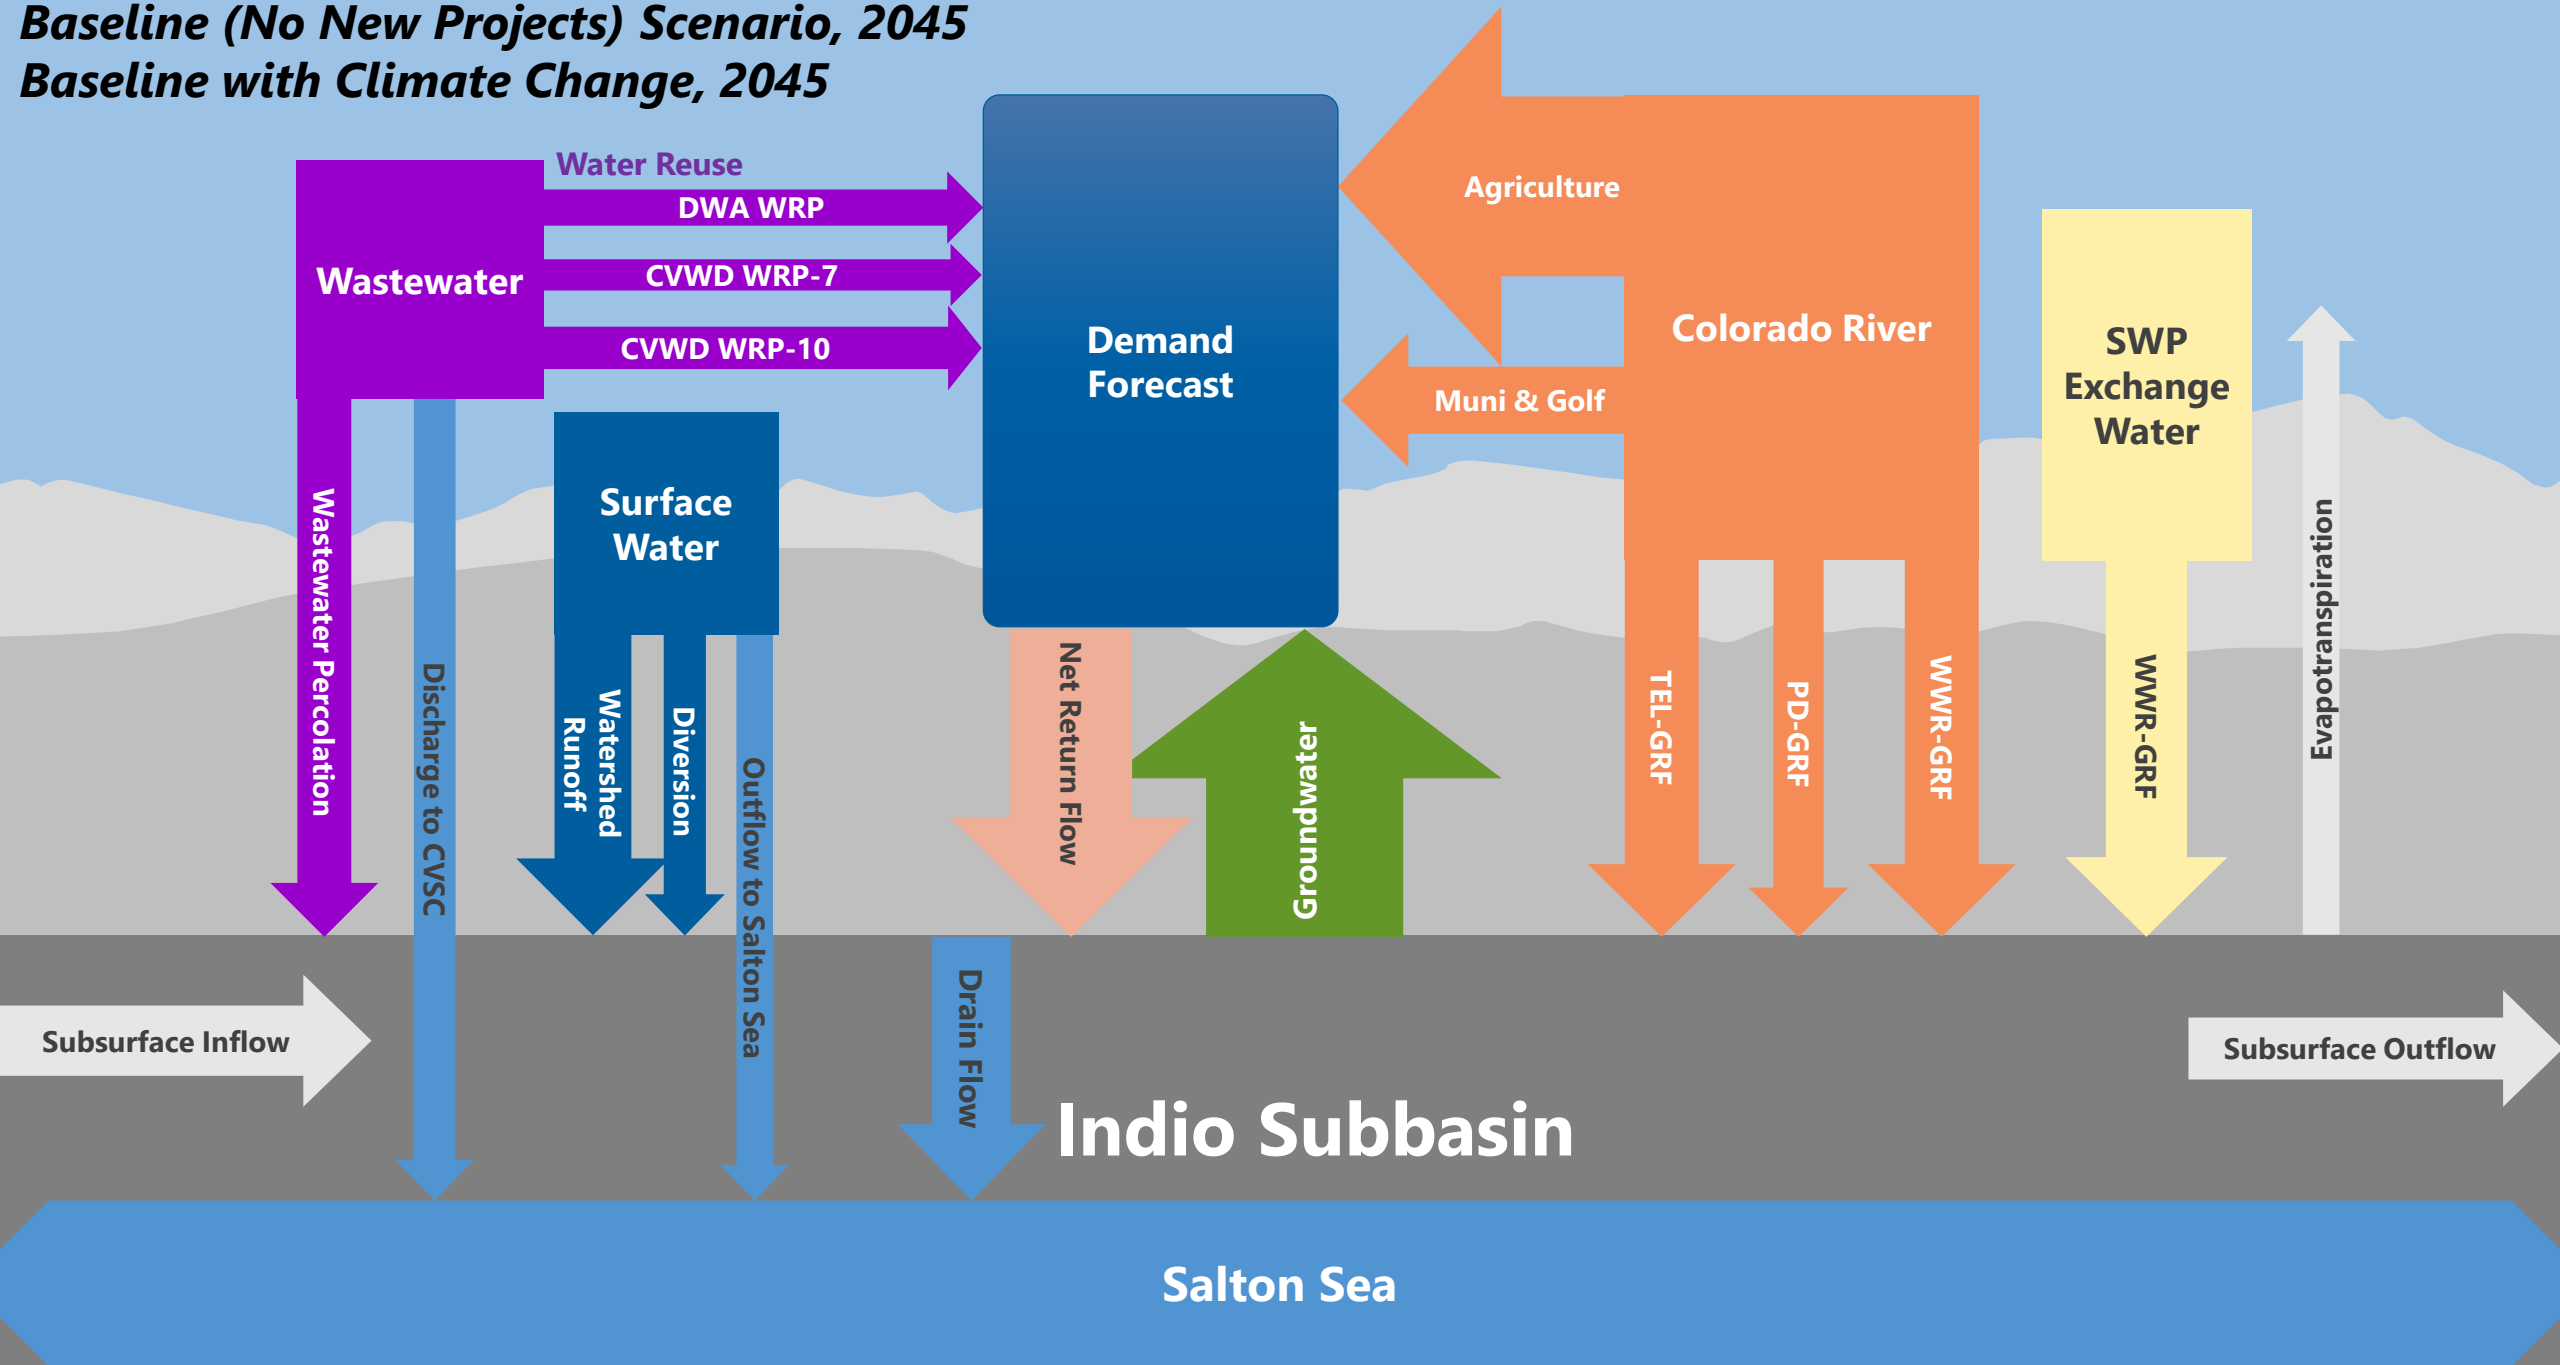 Baseline (No New Projects) Scenario, 2045
Baseline with Climate Change, 2045
Water Reuse
DWA WRP
CVWD WRP-7
CVWD WRP-10
Wastewater
Demand
Forecast
Agriculture
Muni & Golf
Colorado River
SWP
Exchange
Water
Surface
Water
Wastewater Percolation
Discharge to CVSC
Watershed
Runoff
Diversion
Outflow to Salton Sea
Net Return Flow
Groundwater
TEL-GRF
PD-GRF
WWR-GRF
WWR-GRF
Evapotranspiration
Subsurface Inflow
Drain Flow
Subsurface Outflow
Indio Subbasin
Salton Sea